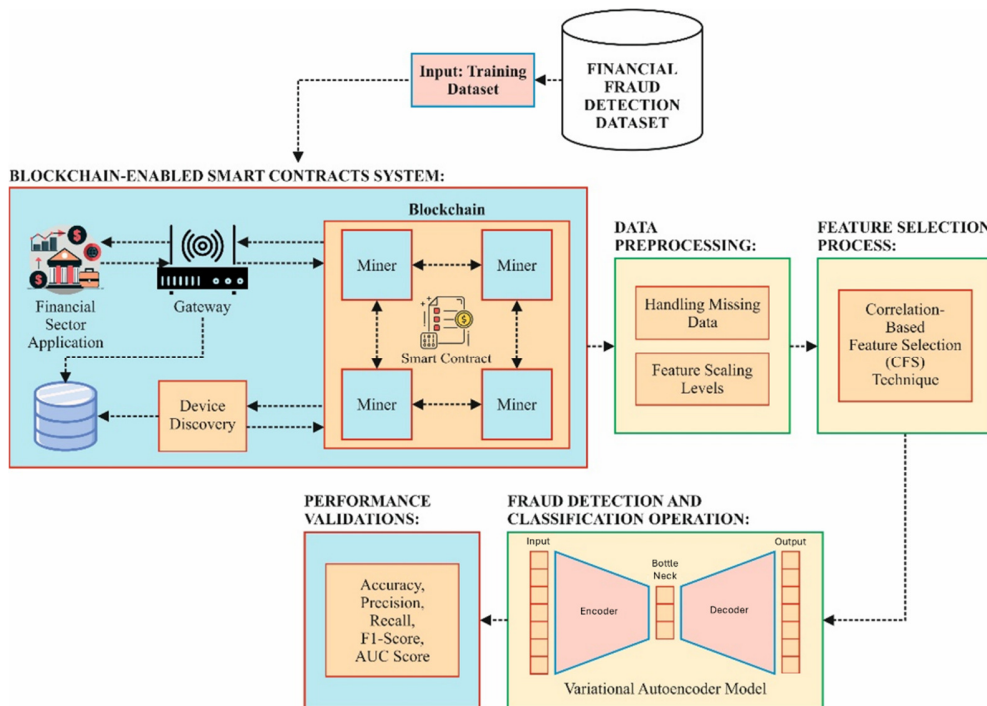 FINANCIAL
FRAUD
DETECTION
DATASET
Input: Training
Dataset
BLOCKCHAIN-ENABLED SMART CONTRACTS SYSTEM:
Blockchain
Miner
Miner
Financial
Sector
Application
Gateway
Smart Contract
Device
Discovery
Miner
Miner
DATA
PREPROCESSING:
Handling Missing
Data
Feature Scaling
Levels
FEATURE SELECTION
PROCESS:
Correlation-
Based
Feature Selection
(CFS)
Technique
PERFORMANCE
VALIDATIONS:
Accuracy,
Precision,
Recall,
F1-Score,
AUC Score
FRAUD DETECTION AND
CLASSIFICATION OPERATION:
Input
Bottle
Neck
Output
Encoder
Decoder
Variational Autoencoder Model